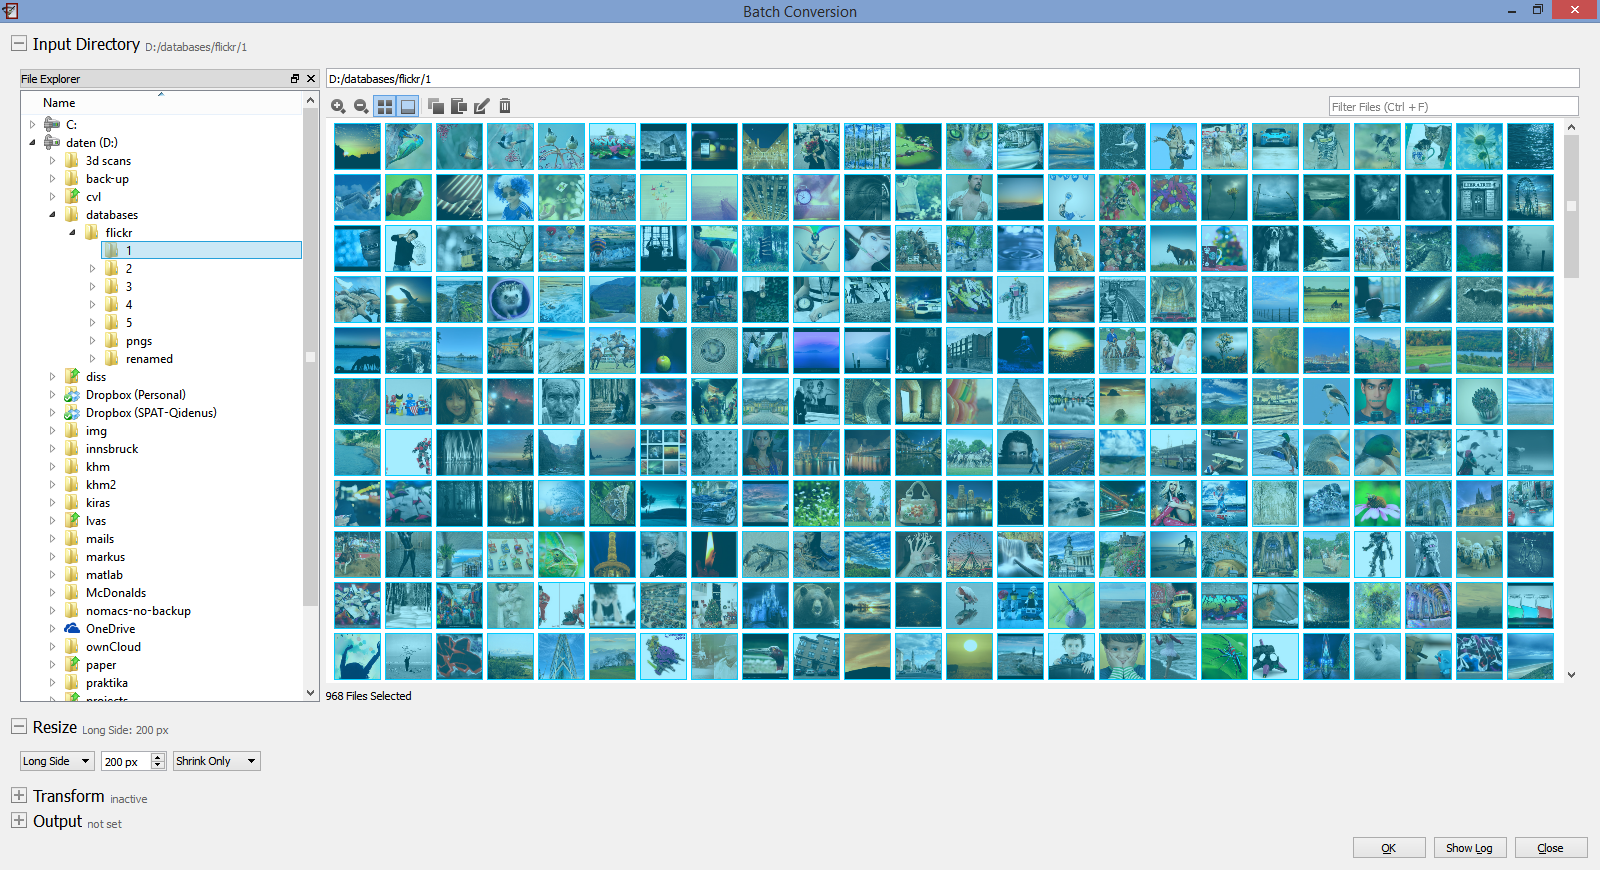 Batch Conversion
Input Directory D:/databases/flickr/1
File Explorer
D:/databases/flickr/1
Filter Files (Ctrl + F)
Name
C:
daten (D:)
3d scans
back-up
cvl
databases
flickr
1
2
3
4
5
pngs
renamed
diss
Dropbox (Personal)
Dropbox (SPAT-Qidenus)
img
innsbruck
khm
khm2
kiras
lvas
mails
markus
matlab
McDonalds
nomacs-no-backup
OneDrive
ownCloud
paper
praktika
projects
LIBRAIRIE
968 Files Selected
Resize Long Side: 200 px
Long Side 200 px Shrink Only
Transform inactive
Output not set
OK Show Log Close